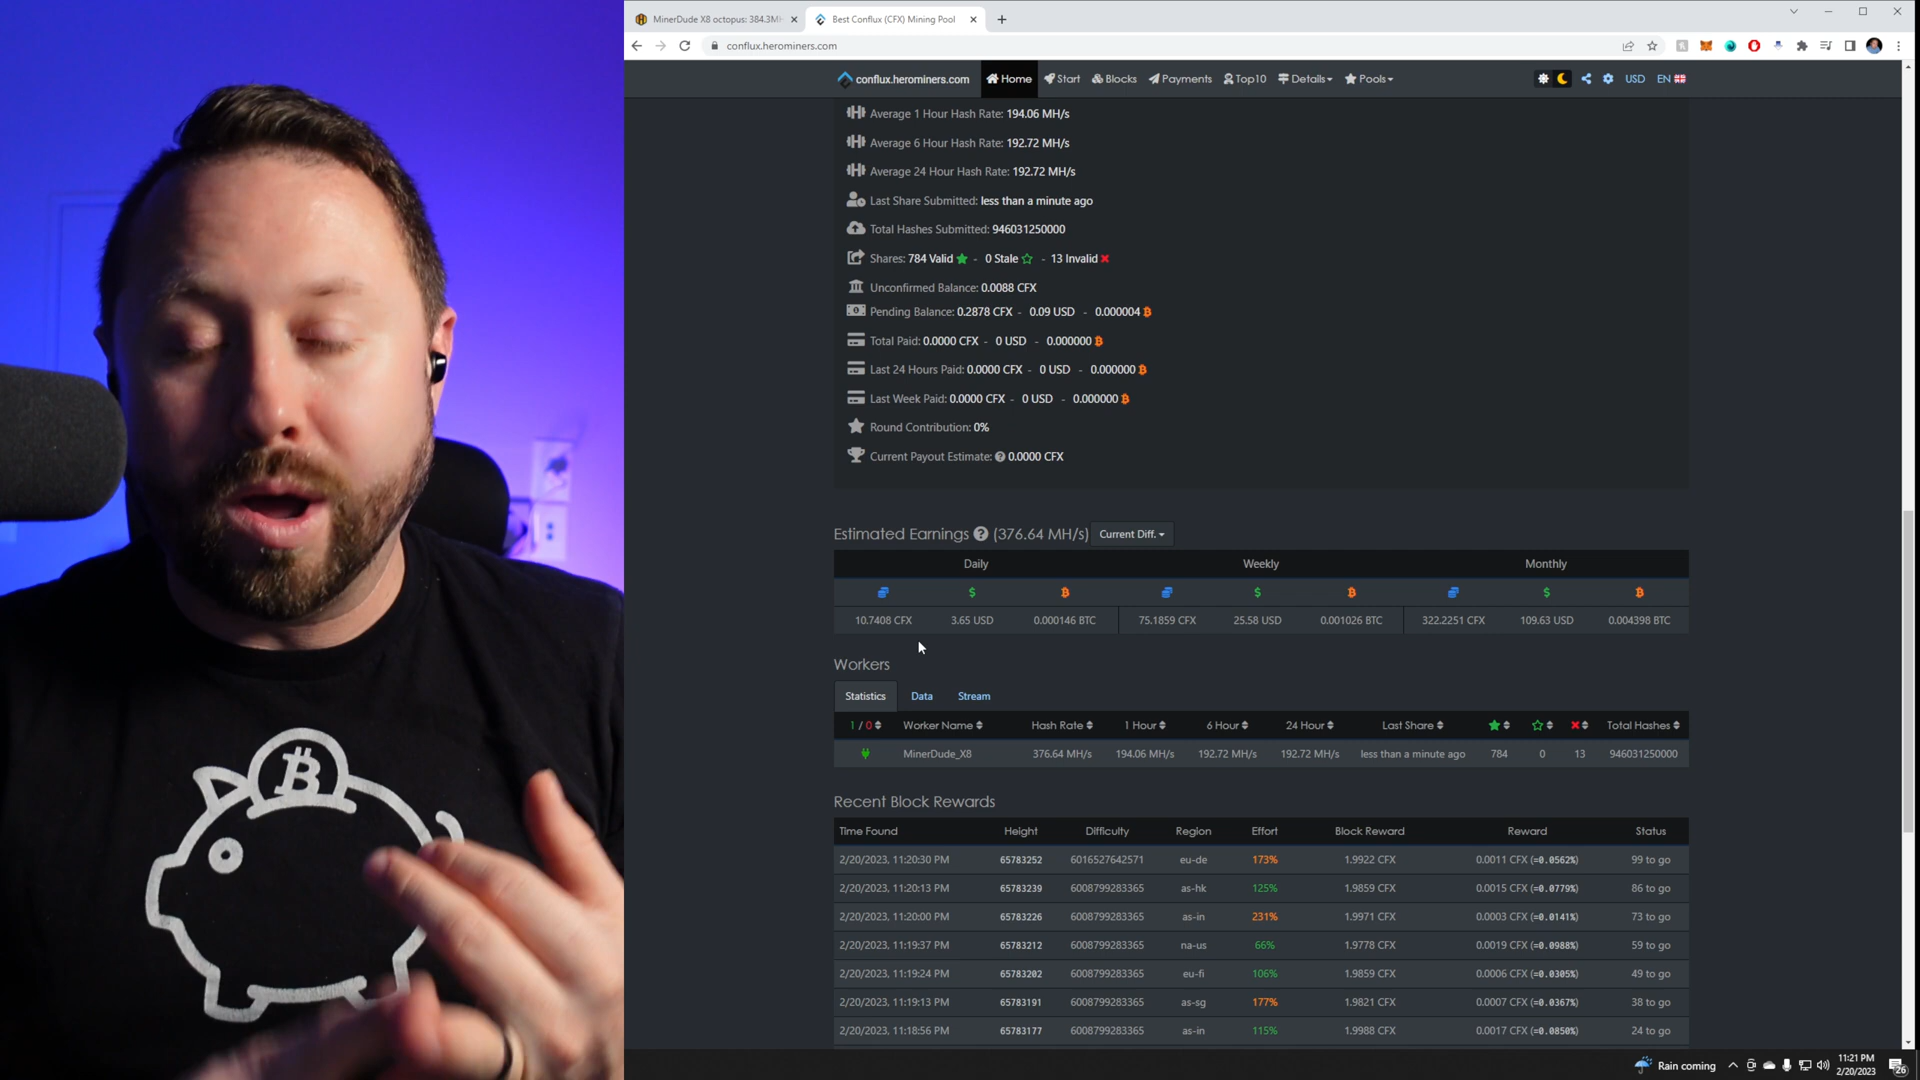 MinerDude X8 octopus: 384.3MH
Best Conflux (CFX) Mining Pool
conflux.herominers.com
conflux.herominers.com Home Start Blocks Payments Top10 Details Pools USD EN
Average 1 Hour Hash Rate: 194.06 MH/s
Average 6 Hour Hash Rate: 192.72 MH/s
Average 24 Hour Hash Rate: 192.72 MH/s
Last Share Submitted: less than a minute ago
Total Hashes Submitted: 946031250000
Shares: 784 Valid - 0 Stale - 13 Invalid
Unconfirmed Balance: 0.0088 CFX
Pending Balance: 0.2878 CFX - 0.09 USD - 0.000004
Total Paid: 0.0000 CFX - 0 USD - 0.000000
Last 24 Hours Paid: 0.0000 CFX - 0 USD - 0.000000
Last Week Paid: 0.0000 CFX - 0 USD - 0.000000
Round Contribution: 0%
Current Payout Estimate: 0.0000 CFX
Estimated Earnings (376.64 MH/s) Current Diff.
Daily Weekly Monthly
$ $ $
10.7408 CFX 3.65 USD 0.000146 BTC 75.1859 CFX 25.58 USD 0.001026 BTC 322.2251 CFX 109.63 USD 0.004398 BTC
Workers
Statistics Data Stream
1 / 0 Worker Name Hash Rate 1 Hour 6 Hour 24 Hour Last Share Total Hashes
MinerDude_X8 376.64 MH/s 194.06 MH/s 192.72 MH/s 192.72 MH/s less than a minute ago 784 0 13 946031250000
Recent Block Rewards
Time Found Height Difficulty Region Effort Block Reward Reward Status
2/20/2023, 11:20:30 PM 65783252 6016527642571 eu-de 173% 1.9922 CFX 0.0011 CFX (=0.0562%) 99 to go
2/20/2023, 11:20:13 PM 65783239 6008799283365 as-hk 125% 1.9859 CFX 0.0015 CFX (=0.0779%) 86 to go
2/20/2023, 11:20:00 PM 65783226 6008799283365 as-in 231% 1.9971 CFX 0.0003 CFX (=0.0141%) 73 to go
2/20/2023, 11:19:37 PM 65783212 6008799283365 na-us 66% 1.9778 CFX 0.0019 CFX (=0.0988%) 59 to go
2/20/2023, 11:19:24 PM 65783202 6008799283365 eu-fi 106% 1.9859 CFX 0.0006 CFX (=0.0305%) 49 to go
2/20/2023, 11:19:13 PM 65783191 6008799283365 as-sg 177% 1.9821 CFX 0.0007 CFX (=0.0367%) 38 to go
2/20/2023, 11:18:56 PM 65783177 6008799283365 as-in 115% 1.9988 CFX 0.0017 CFX (=0.0850%) 24 to go
Rain coming
11:21 PM
2/20/2023
26